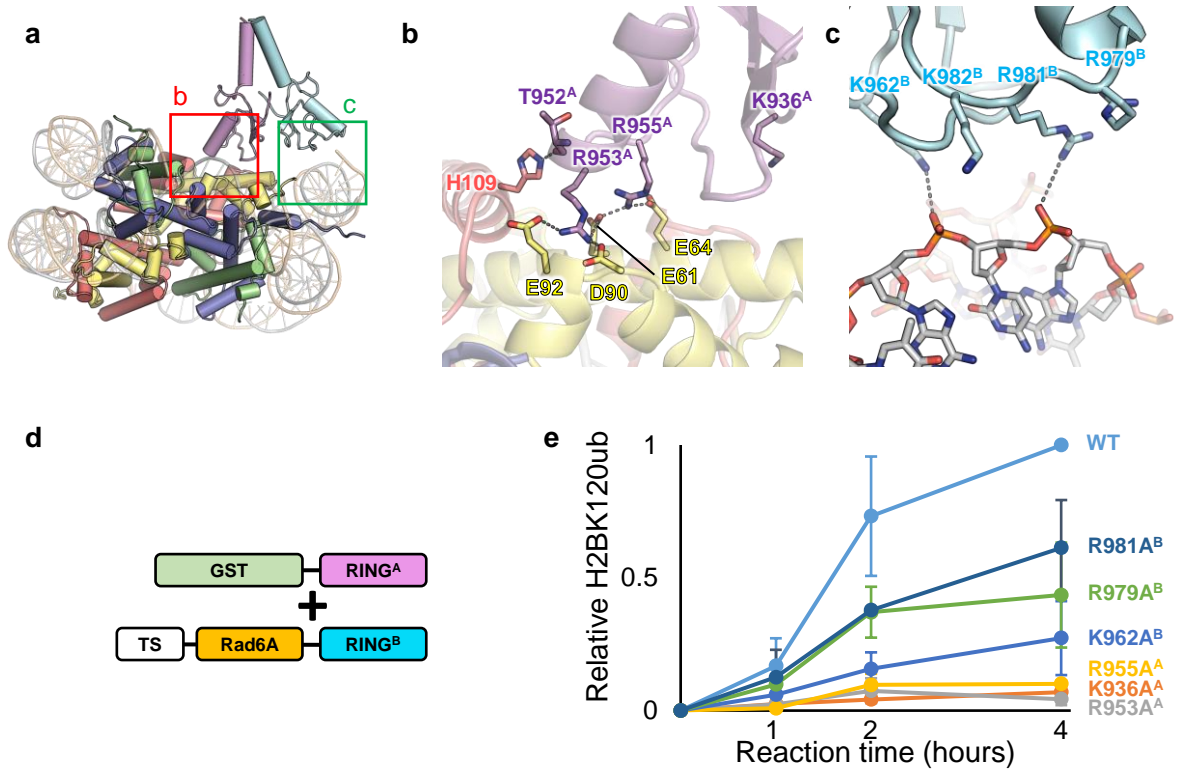 a
b
c
b
T952ᴬ
K936ᴬ
R955ᴬ
R953ᴬ
H109
E64
E61
E92
D90
c
R979ᴮ
K982ᴮ
R981ᴮ
K962ᴮ
d
GST
RINGᴬ
+
TS
Rad6A
RINGᴮ
e
Relative H2BK120ub
1
0.5
0
1
2
4
Reaction time (hours)
WT
R981Aᴮ
R979Aᴮ
K962Aᴮ
R955Aᴬ
K936Aᴬ
R953Aᴬ